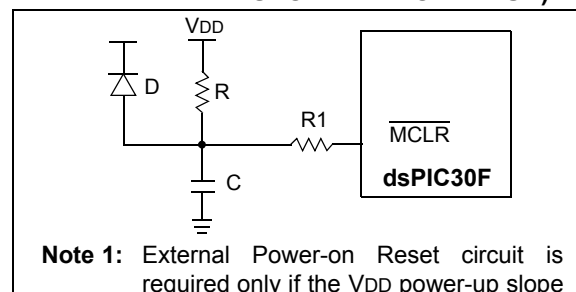 VDD
D
R
R1
MCLR
C
dsPIC30F
Note 1: External Power-on Reset circuit is
required only if the VDD power-up slope